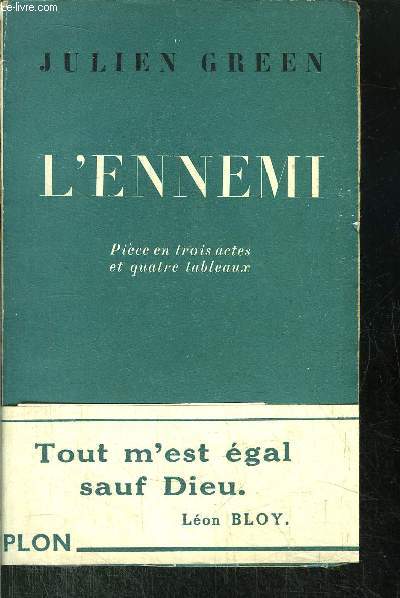 www.le-livre.com
JULIEN GREEN
L'ENNEMI
Pièce en trois actes
et quatre tableaux
Tout m'est égal
sauf Dieu.
Léon BLOY.
PLON